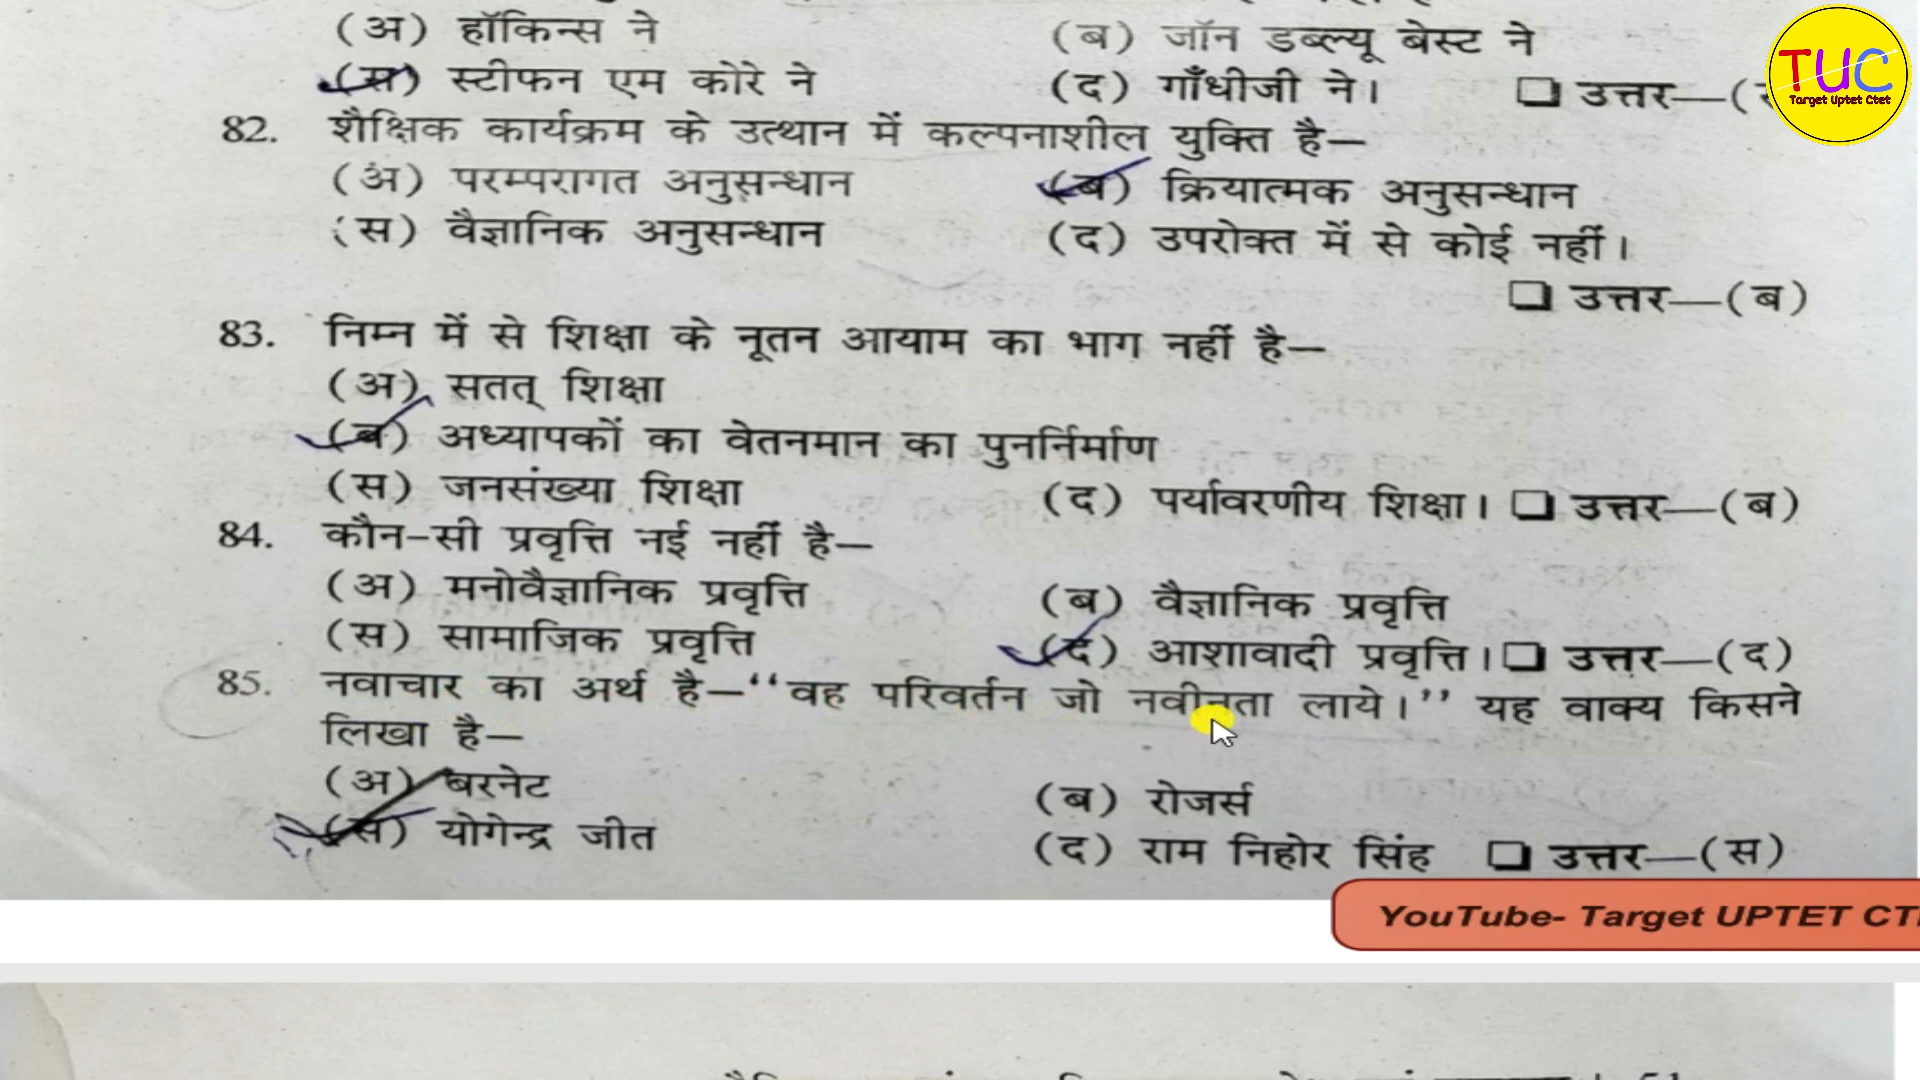 (अ) हॉकिन्स ने (ब) जॉन डब्ल्यू बेस्ट ने
(स) स्टीफन एम कोरे ने (द) गाँधीजी ने। ❑ उत्तर—(
TUC
Target Uptet Ctet
82. शैक्षिक कार्यक्रम के उत्थान में कल्पनाशील युक्ति है—
(अ) परम्परागत अनुसन्धान (ब) क्रियात्मक अनुसन्धान
(स) वैज्ञानिक अनुसन्धान (द) उपरोक्त में से कोई नहीं।
❑ उत्तर—(ब)
83. निम्न में से शिक्षा के नूतन आयाम का भाग नहीं है—
(अ) सतत् शिक्षा
(ब) अध्यापकों का वेतनमान का पुनर्निर्माण
(स) जनसंख्या शिक्षा (द) पर्यावरणीय शिक्षा। ❑ उत्तर—(ब)
84. कौन-सी प्रवृत्ति नई नहीं है—
(अ) मनोवैज्ञानिक प्रवृत्ति (ब) वैज्ञानिक प्रवृत्ति
(स) सामाजिक प्रवृत्ति (द) आशावादी प्रवृत्ति। ❑ उत्तर—(द)
85. नवाचार का अर्थ है—‘‘वह परिवर्तन जो नवीनता लाये।’’ यह वाक्य किसने
लिखा है—
(अ) बरनेट (ब) रोजर्स
(स) योगेन्द्र जीत (द) राम निहोर सिंह ❑ उत्तर—(स)
YouTube- Target UPTET